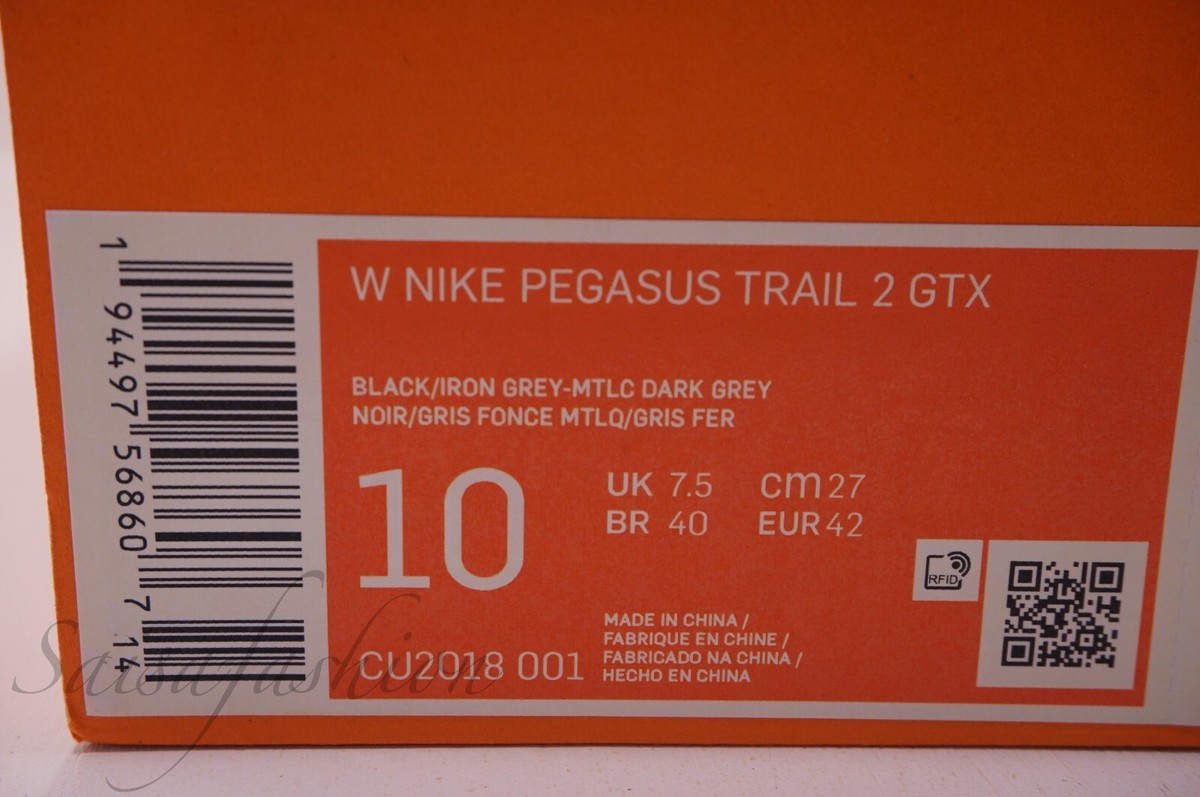 W NIKE PEGASUS TRAIL 2 GTX
BLACK/IRON GREY-MTLC DARK GREY
NOIR/GRIS FONCE MTLQ/GRIS FER
10
UK 7.5 cm 27
BR 40 EUR 42
RFID
MADE IN CHINA /
FABRIQUE EN CHINE /
FABRICADO NA CHINA /
HECHO EN CHINA
CU2018 001
1 94497 56860 7 14
Saisafashion